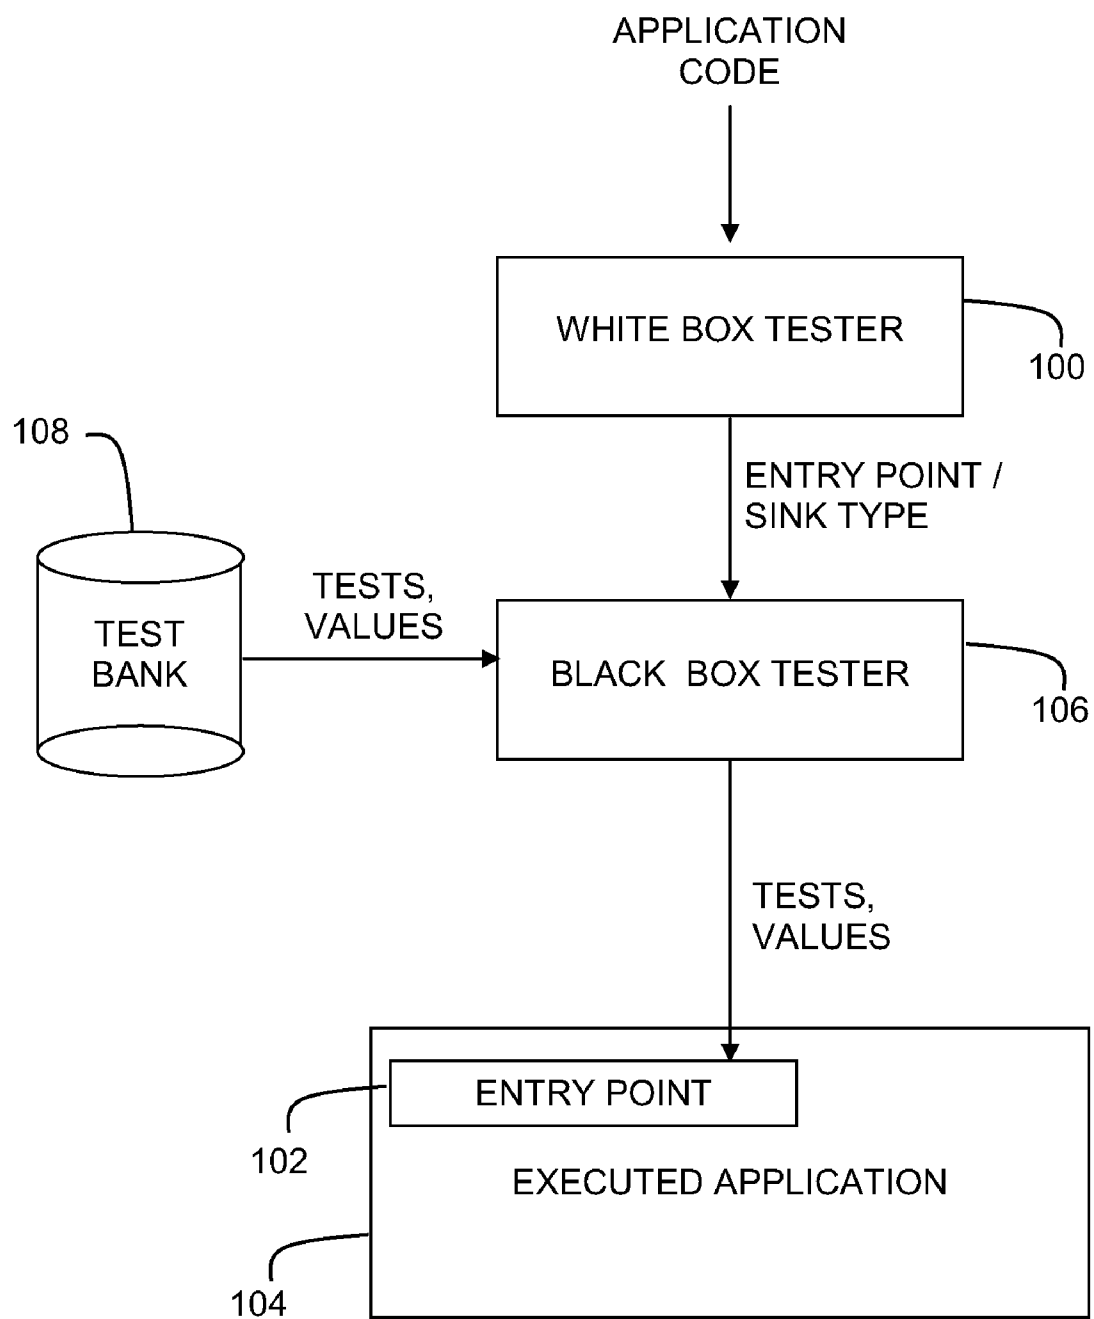 APPLICATION
CODE
WHITE BOX TESTER
100
108
ENTRY POINT /
SINK TYPE
TESTS,
VALUES
TEST
BANK
BLACK BOX TESTER
106
TESTS,
VALUES
ENTRY POINT
102
EXECUTED APPLICATION
104